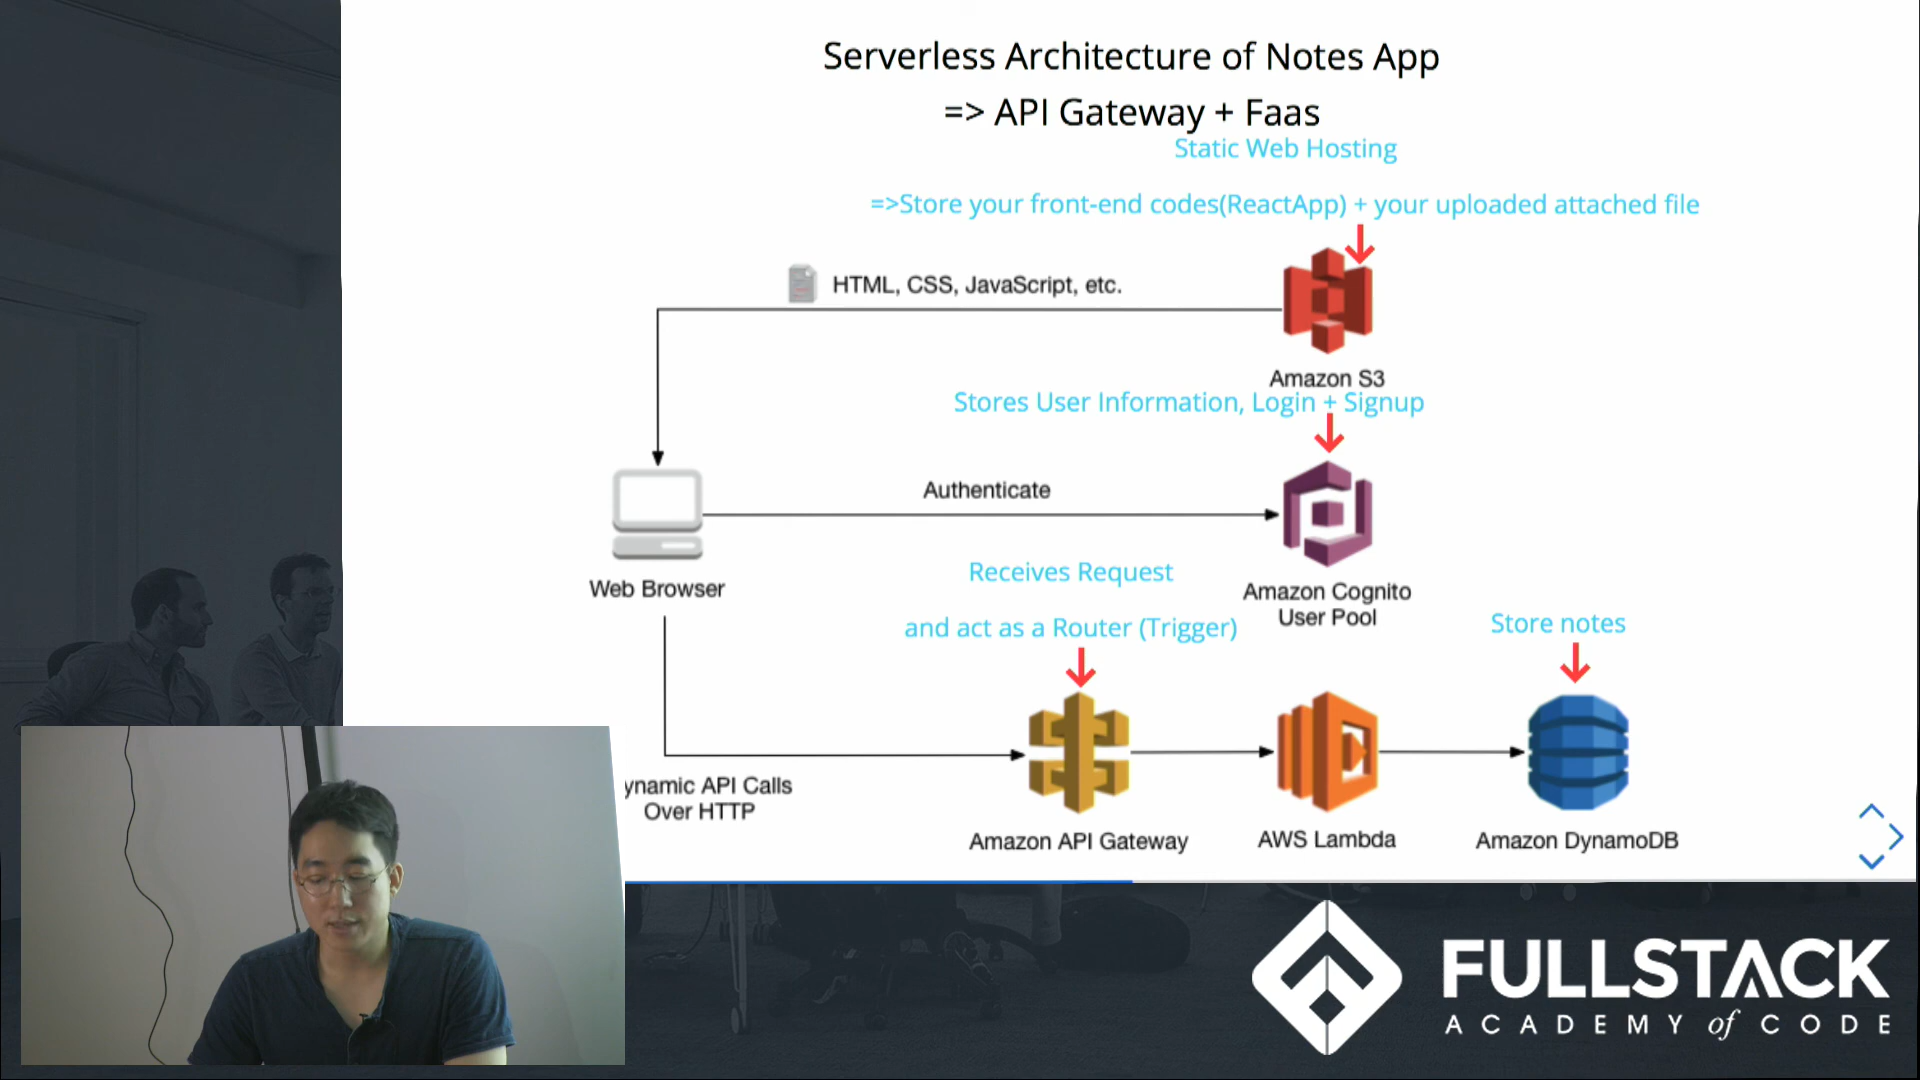 Serverless Architecture of Notes App
=> API Gateway + Faas
Static Web Hosting
=>Store your front-end codes(ReactApp) + your uploaded attached file
HTML, CSS, JavaScript, etc.
Amazon S3
Stores User Information, Login + Signup
Authenticate
Web Browser
Receives Request
and act as a Router (Trigger)
Amazon Cognito
User Pool
Store notes
ynamic API Calls
Over HTTP
Amazon API Gateway
AWS Lambda
Amazon DynamoDB
FULLSTACK
ACADEMY of CODE